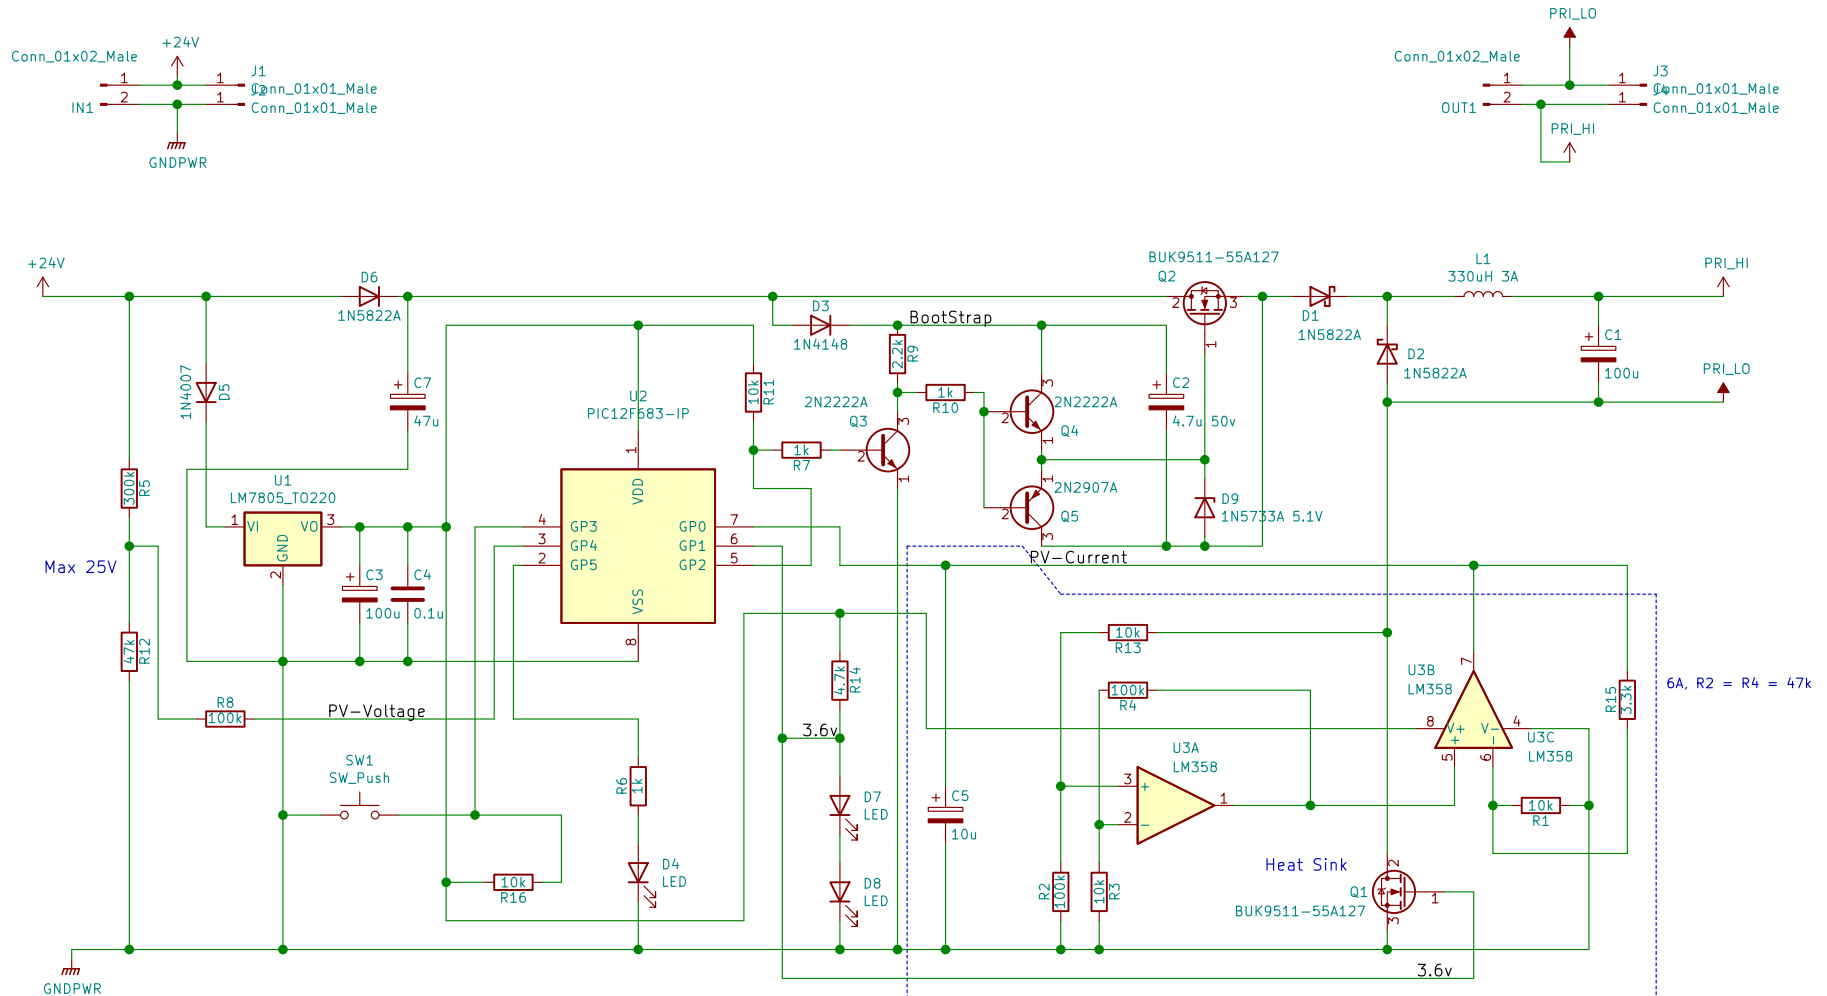 PRI_LO
+24V
Conn_01x02_Male
Conn_01x02_Male
1
1
J1
1
1
J3
Conn_01x01_Male
Conn_01x01_Male
J2
J4
2
1
2
1
IN1
Conn_01x01_Male
OUT1
Conn_01x01_Male
PRI_HI
GNDPWR
BUK9511-55A127
L1
+24V
PRI_HI
D6
Q2
330uH 3A
2
3
1N5822A
D3
BootStrap
D1
1N4148
1N5822A
C1
1
2.2k
R9
D2
1N5822A
100u
PRI_LO
1N4007
D5
C7
47u
U2
PIC12F683-IP
10k
R11
2N2222A
Q3
1k
R10
3
2N2222A
2
Q4
1
C2
4.7u 50v
3
1k
R7
2
1
1
VDD
300k
R5
U1
LM7805_TO220
1
2N2907A
2
Q5
3
D9
1N5733A 5.1V
1
VI
VO
3
GND
2
4
GP3
GP0
7
3
GP4
GP1
6
2
GP5
GP2
5
Max 25V
PV-Current
C3
100u
C4
0.1u
VSS
8
47k
R12
10k
R13
4.7k
R14
7
U3B
LM358
100k
R4
3.3k
R15
6A, R2 = R4 = 47k
R8
100k
PV-Voltage
3.6v
8
V+
V-
4
+
-
U3C
LM358
5
6
U3A
LM358
SW1
SW_Push
R6
1k
3
+
2
-
1
D7
LED
C5
10u
10k
R1
Heat Sink
D4
LED
10k
R16
D8
LED
R2
100k
10k
R3
2
Q1
1
3
BUK9511-55A127
3.6v
GNDPWR